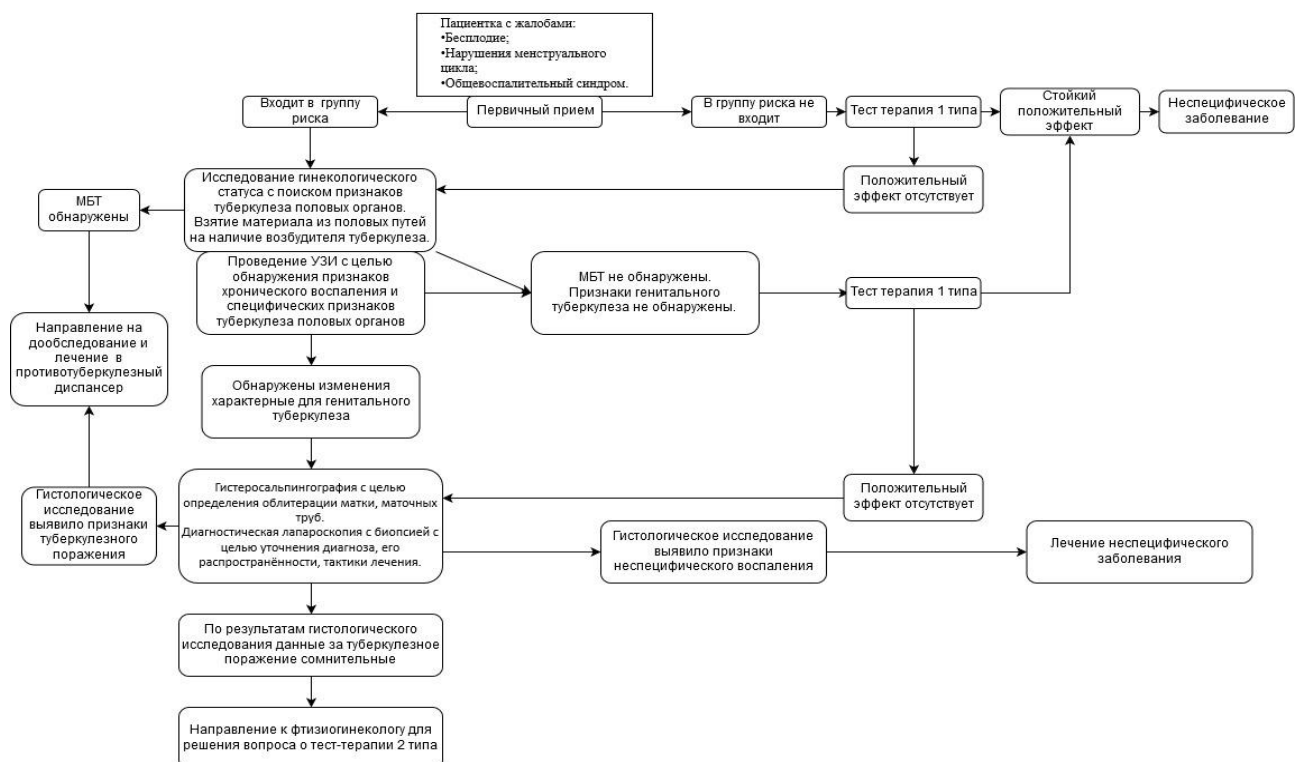 Пациентка с жалобами:
•Бесплодие;
•Нарушения менструального
цикла;
•Общевоспалительный синдром.
Входит в группу
риска
Первичный прием
В группу риска не
входит
Тест терапия 1 типа
Стойкий
положительный
эффект
Неспецифическое
заболевание
МБТ
обнаружены
Исследование гинекологического
статуса с поиском признаков
туберкулеза половых органов.
Взятие материала из половых путей
на наличие возбудителя туберкулеза.
Положительный
эффект отсутствует
Проведение УЗИ с целью
обнаружения признаков
хронического воспаления и
специфических признаков
туберкулеза половых органов
МБТ не обнаружены.
Признаки генитального
туберкулеза не обнаружены.
Тест терапия 1 типа
Направление на
дообследование и
лечение в
противотуберкулезный
диспансер
Обнаружены изменения
характерные для генитального
туберкулеза
Гистологическое
исследование
выявило признаки
туберкулезного
поражения
Гистеросальпингография с целью
определения облитерации матки, маточных
труб.
Диагностическая лапароскопия с биопсией с
целью уточнения диагноза, его
распространённости, тактики лечения.
Положительный
эффект отсутствует
Гистологическое исследование
выявило признаки
неспецифического воспаления
Лечение неспецифического
заболевания
По результатам гистологического
исследования данные за туберкулезное
поражение сомнительные
Направление к фтизиогинекологу для
решения вопроса о тест-терапии 2 типа